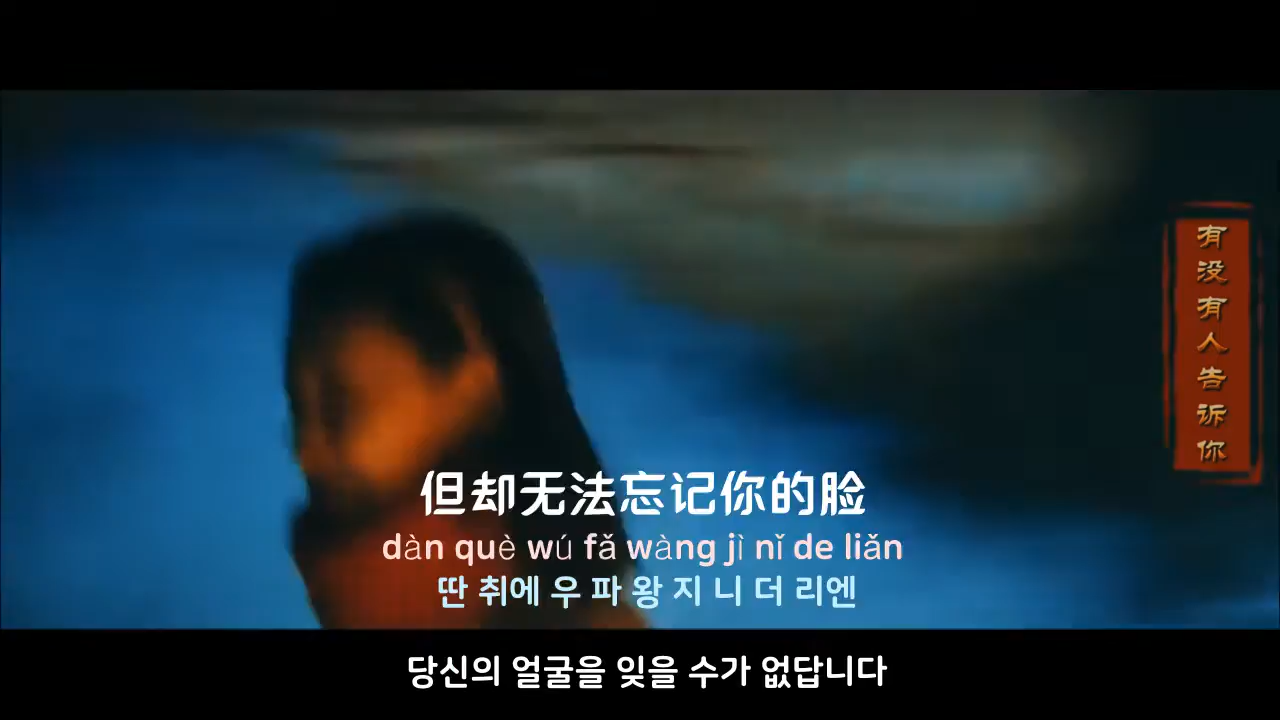 有没有人告诉你
但却无法忘记你的脸
dàn què wú fǎ wàng jì nǐ de liǎn
딴 취에 우 파 왕 지 니 더 리엔
당신의 얼굴을 잊을 수가 없답니다